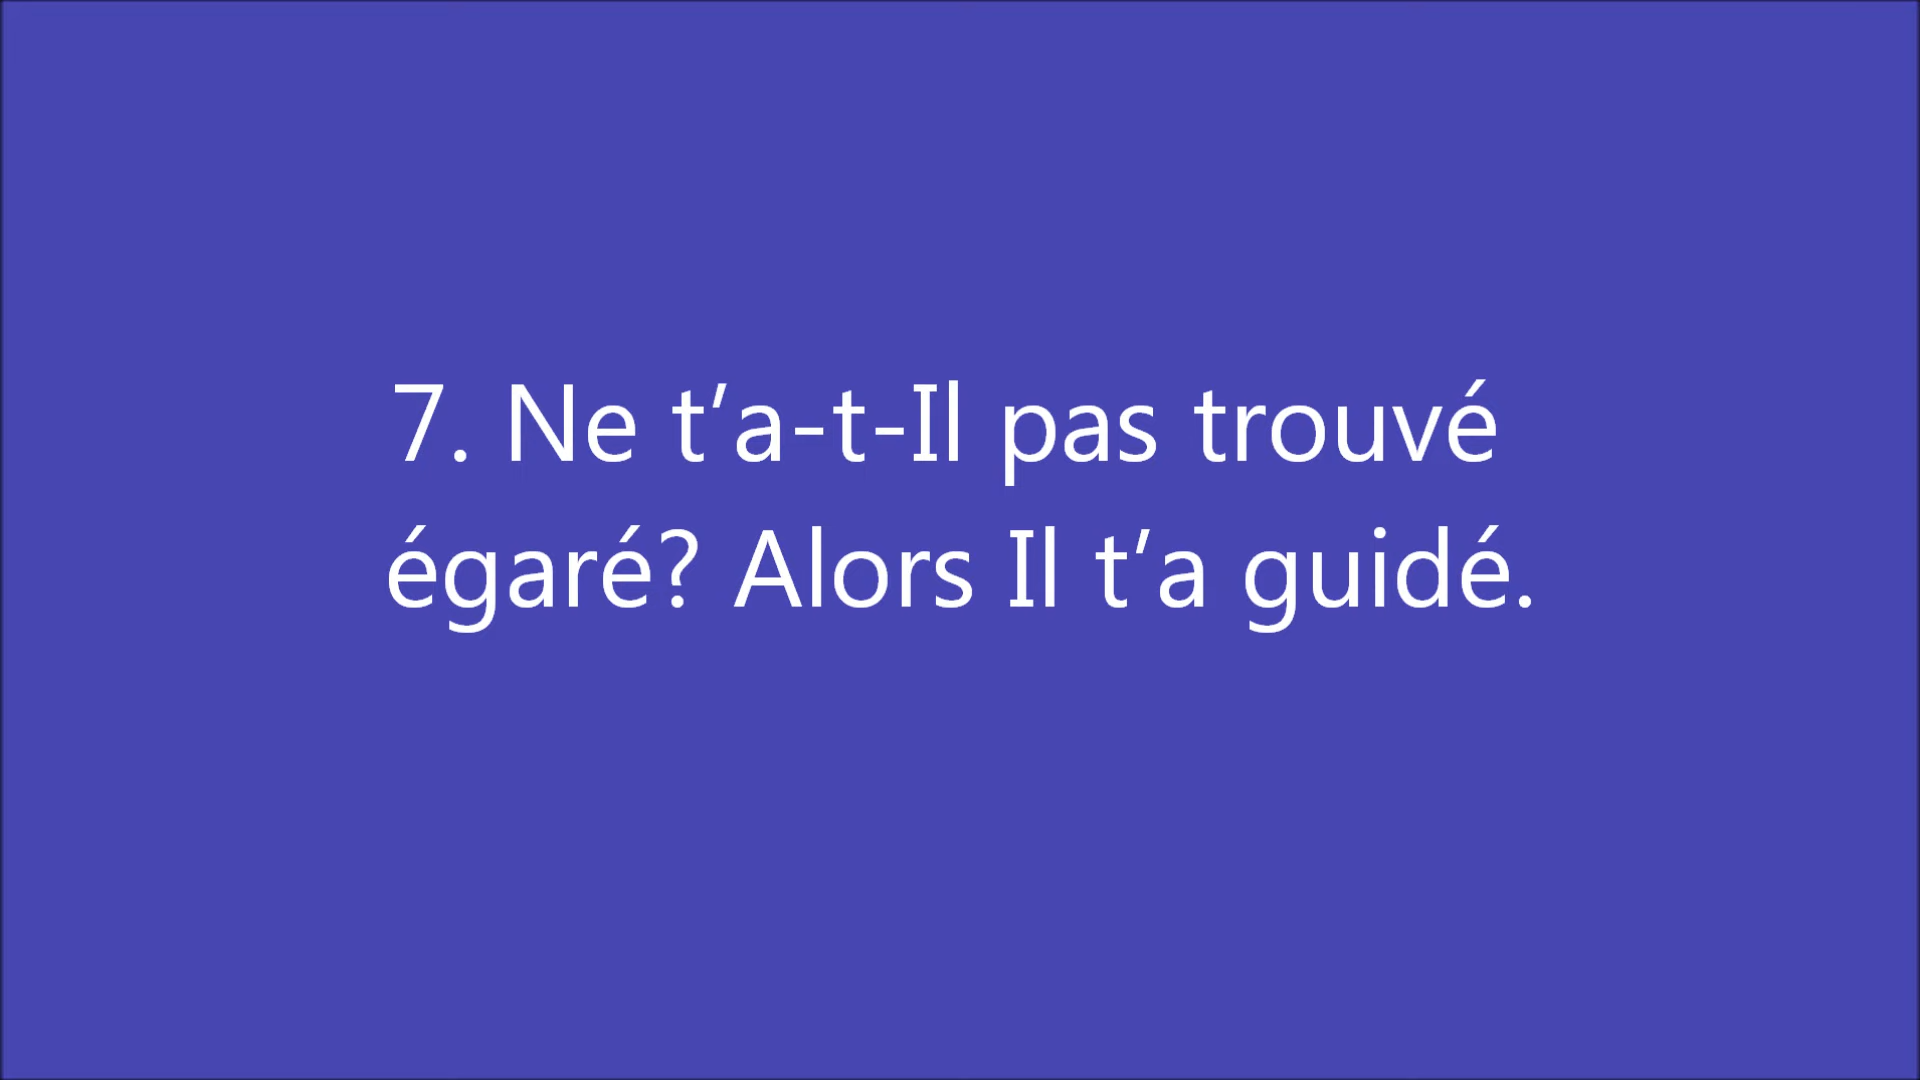 7. Ne t’a-t-Il pas trouvé
égaré? Alors Il t’a guidé.